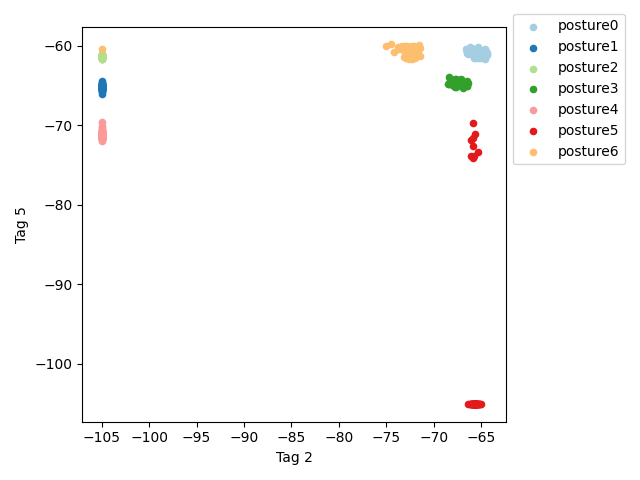 posture0
posture1
posture2
posture3
posture4
posture5
posture6
−60
−70
−80
−90
−100
Tag 5
−105 −100 −95 −90 −85 −80 −75 −70 −65
Tag 2